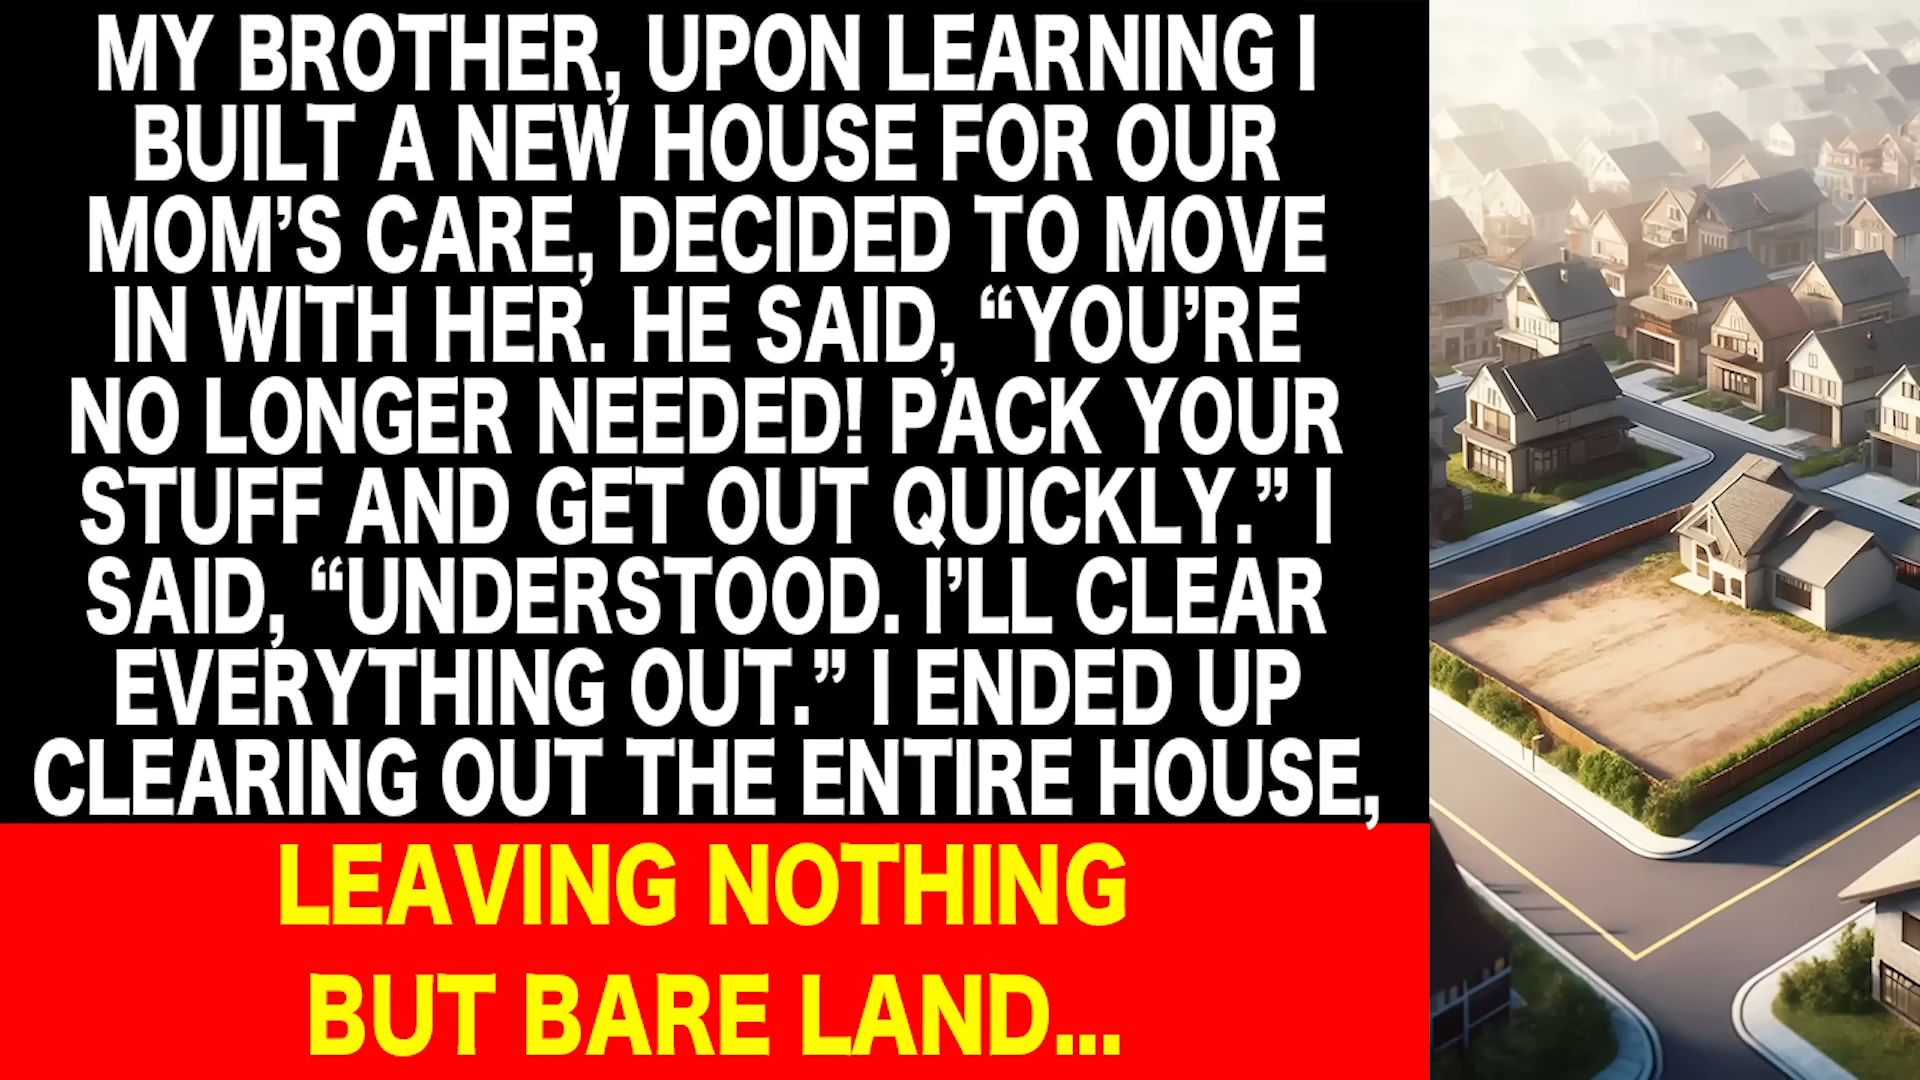 MY BROTHER, UPON LEARNING I
BUILT A NEW HOUSE FOR OUR
MOM’S CARE, DECIDED TO MOVE
IN WITH HER. HE SAID, “YOU’RE
NO LONGER NEEDED! PACK YOUR
STUFF AND GET OUT QUICKLY.” I
SAID, “UNDERSTOOD. I’LL CLEAR
EVERYTHING OUT.” I ENDED UP
CLEARING OUT THE ENTIRE HOUSE,
LEAVING NOTHING
BUT BARE LAND...